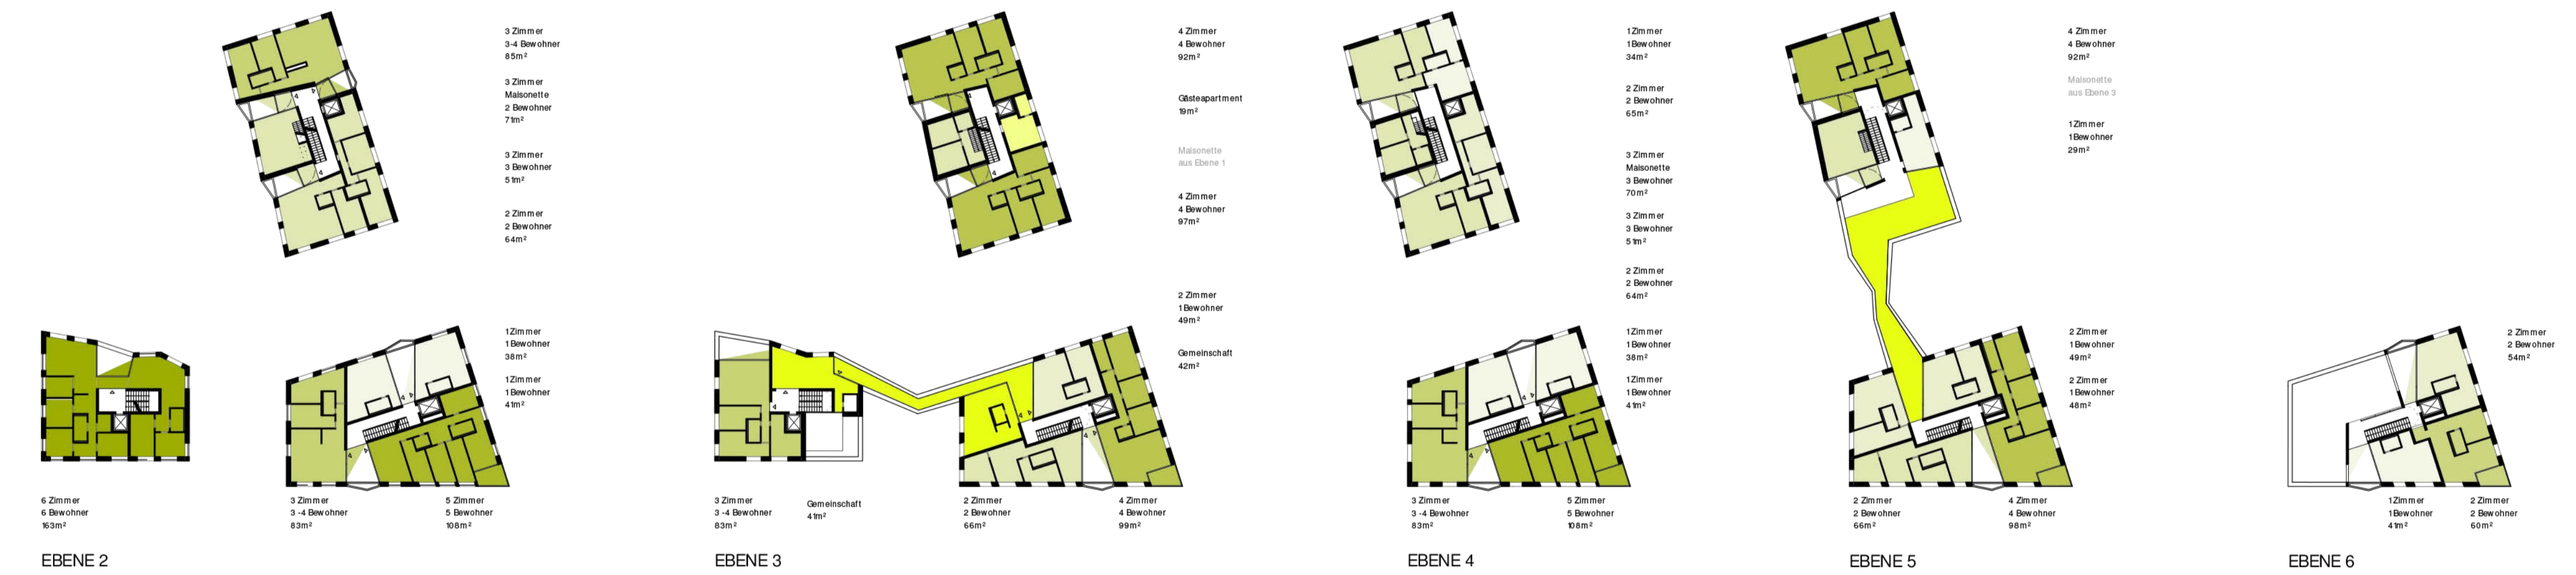 3 Zimmer
3-4 Bewohner
85m²
3 Zimmer
Maisonette
2 Bewohner
71m²
3 Zimmer
3 Bewohner
51m²
2 Zimmer
2 Bewohner
64m²
1 Zimmer
1 Bewohner
38m²
1 Zimmer
1 Bewohner
41m²
6 Zimmer
6 Bewohner
163m²
3 Zimmer
3 -4 Bewohner
83m²
5 Zimmer
5 Bewohner
108m²
EBENE 2
4 Zimmer
4 Bewohner
92m²
Gästeapartment
19m²
Maisonette
aus Ebene 1
4 Zimmer
4 Bewohner
97m²
2 Zimmer
1 Bewohner
49m²
Gemeinschaft
42m²
3 Zimmer
3 -4 Bewohner
83m²
Gemeinschaft
41m²
2 Zimmer
2 Bewohner
66m²
4 Zimmer
4 Bewohner
99m²
EBENE 3
1 Zimmer
1 Bewohner
34m²
2 Zimmer
2 Bewohner
65m²
3 Zimmer
Maisonette
3 Bewohner
70m²
3 Zimmer
3 Bewohner
51m²
2 Zimmer
2 Bewohner
64m²
1 Zimmer
1 Bewohner
38m²
1 Zimmer
1 Bewohner
41m²
3 Zimmer
3 -4 Bewohner
83m²
5 Zimmer
5 Bewohner
108m²
EBENE 4
4 Zimmer
4 Bewohner
92m²
Maisonette
aus Ebene 3
1 Zimmer
1 Bewohner
29m²
2 Zimmer
1 Bewohner
49m²
2 Zimmer
1 Bewohner
48m²
2 Zimmer
2 Bewohner
66m²
4 Zimmer
4 Bewohner
98m²
EBENE 5
2 Zimmer
2 Bewohner
54m²
1 Zimmer
1 Bewohner
41m²
2 Zimmer
2 Bewohner
60m²
EBENE 6